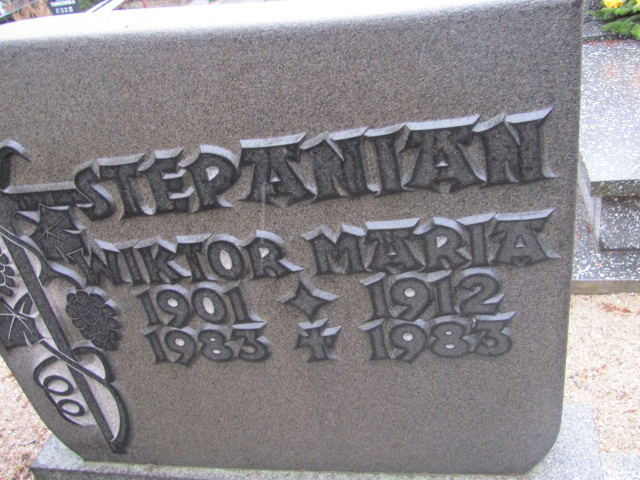 STEPANIAN
WIKTOR MARIA
1901 1912
1983 1983